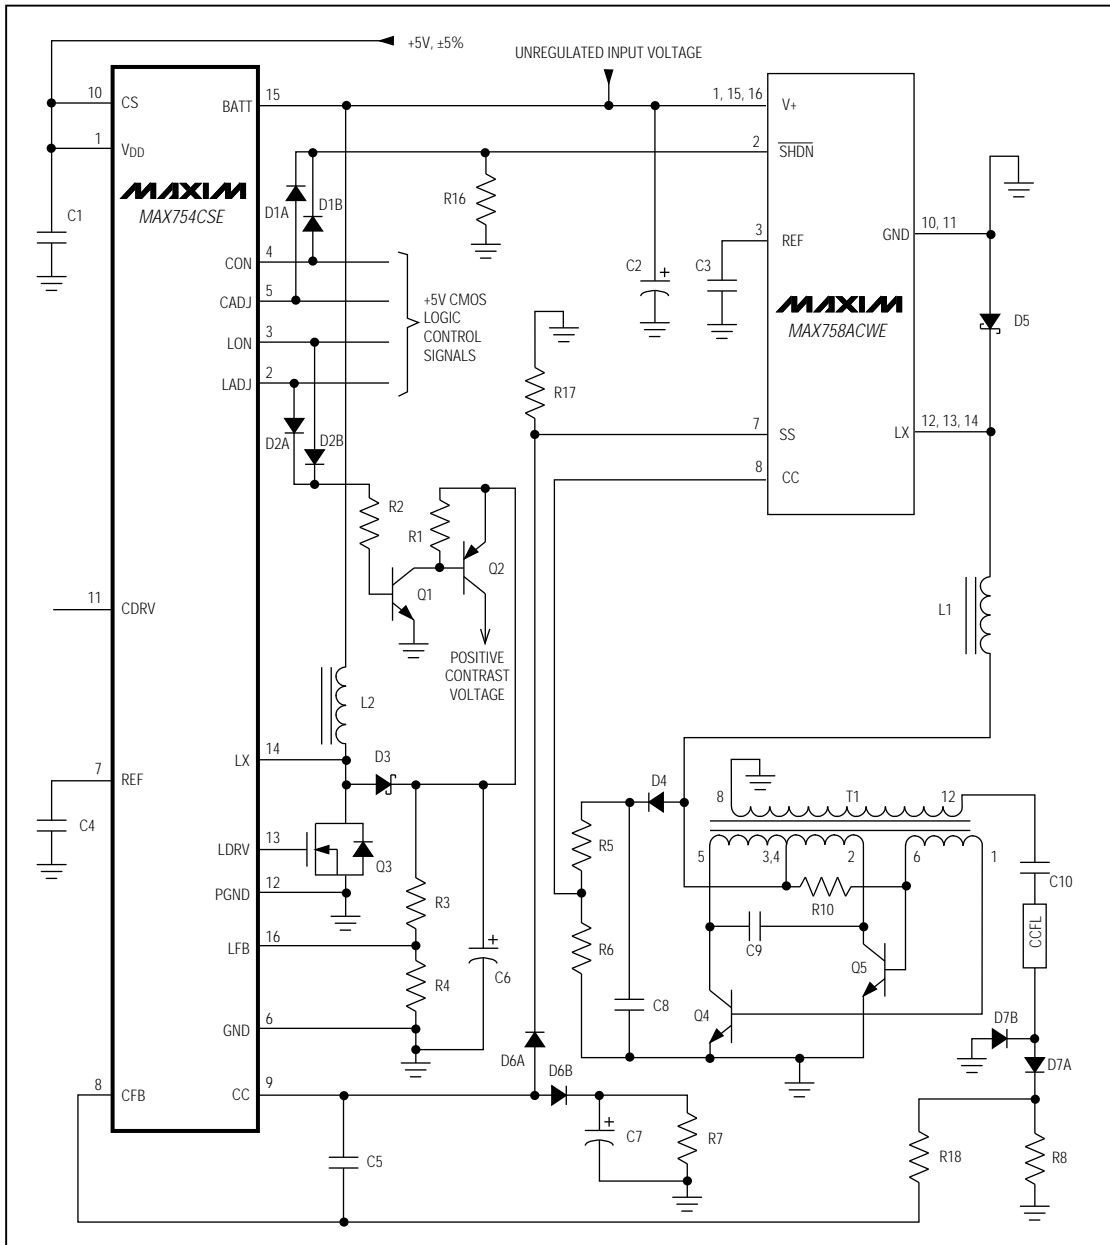 +5V, ±5%
UNREGULATED INPUT VOLTAGE
10
CS
BATT
15
1, 15, 16
V+
1
VDD
2
SHDN
MAXIM
MAX754CSE
C1
D1A
D1B
R16
CON
4
CADJ
5
LON
3
LADJ
2
+5V CMOS
LOGIC
CONTROL
SIGNALS
C2
+
C3
3
REF
GND
10, 11
MAXIM
MAX758ACWE
D5
R17
D2A
D2B
7
SS
LX
12, 13, 14
8
CC
R2
R1
Q1
Q2
11
CDRV
POSITIVE
CONTRAST
VOLTAGE
L1
L2
LX
14
D3
7
REF
C4
LDRV
13
Q3
PGND
12
R3
LFB
16
R4
+
C6
GND
6
8
CFB
CC
9
D4
8
T1
12
R5
5
3,4
2
6
1
R10
C10
R6
C9
Q5
CCFL
C8
Q4
D7B
D7A
D6A
D6B
+
C7
R7
C5
R18
R8